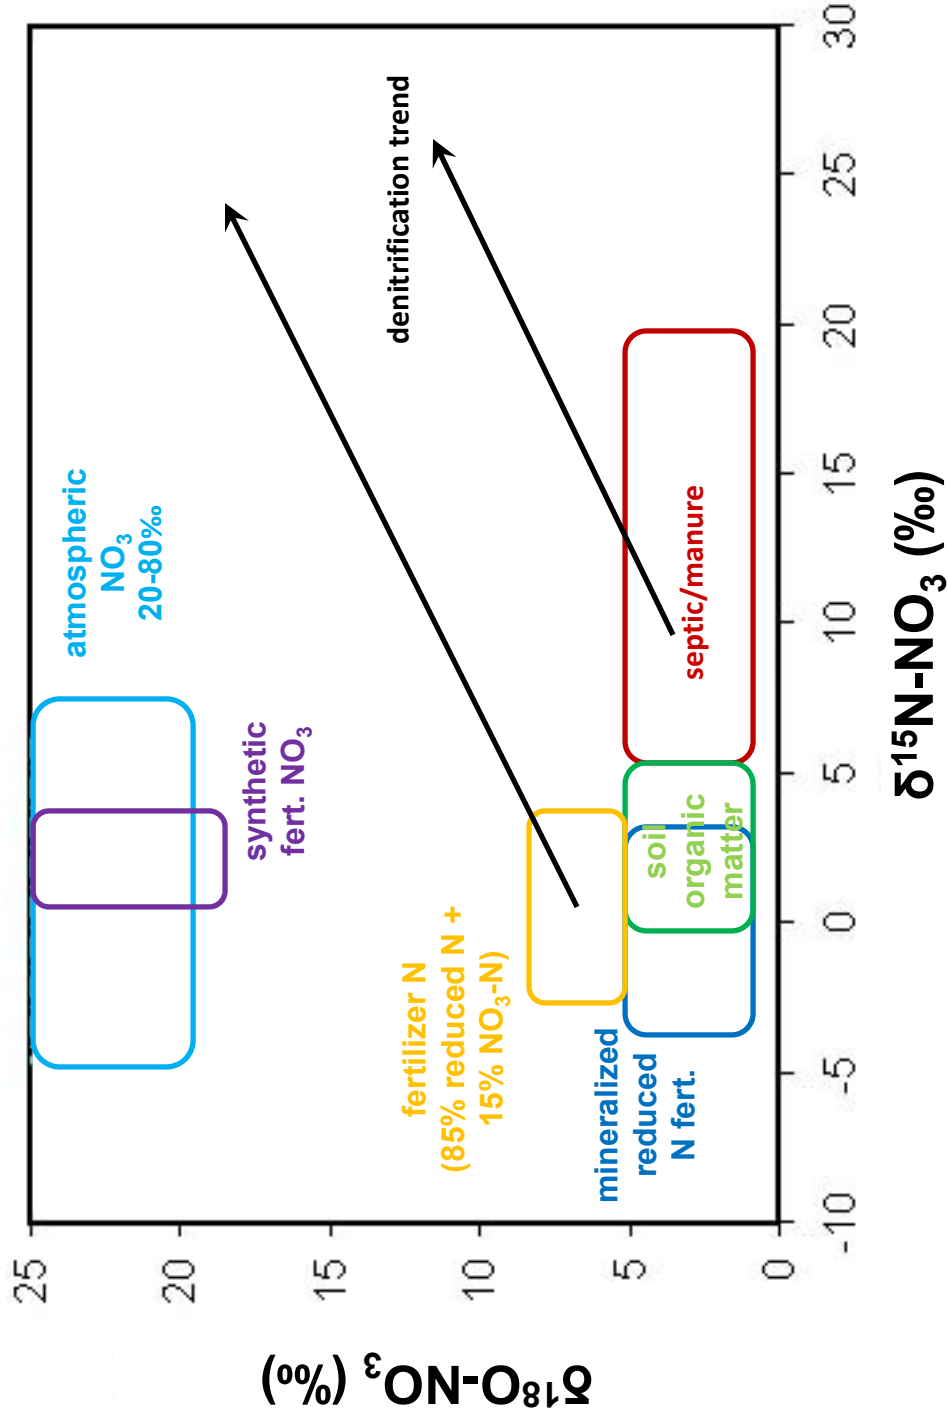 atmospheric
NO3
20-80‰
synthetic
fert. NO3
denitrification trend
fertilizer N
(85% reduced N +
15% NO3-N)
mineralized
reduced
N fert.
soil
organic
matter
septic/manure
25
20
15
10
5
0
-10
-5
0
5
10
15
20
25
30
δ18O-NO3 (‰)
δ15N-NO3 (‰)